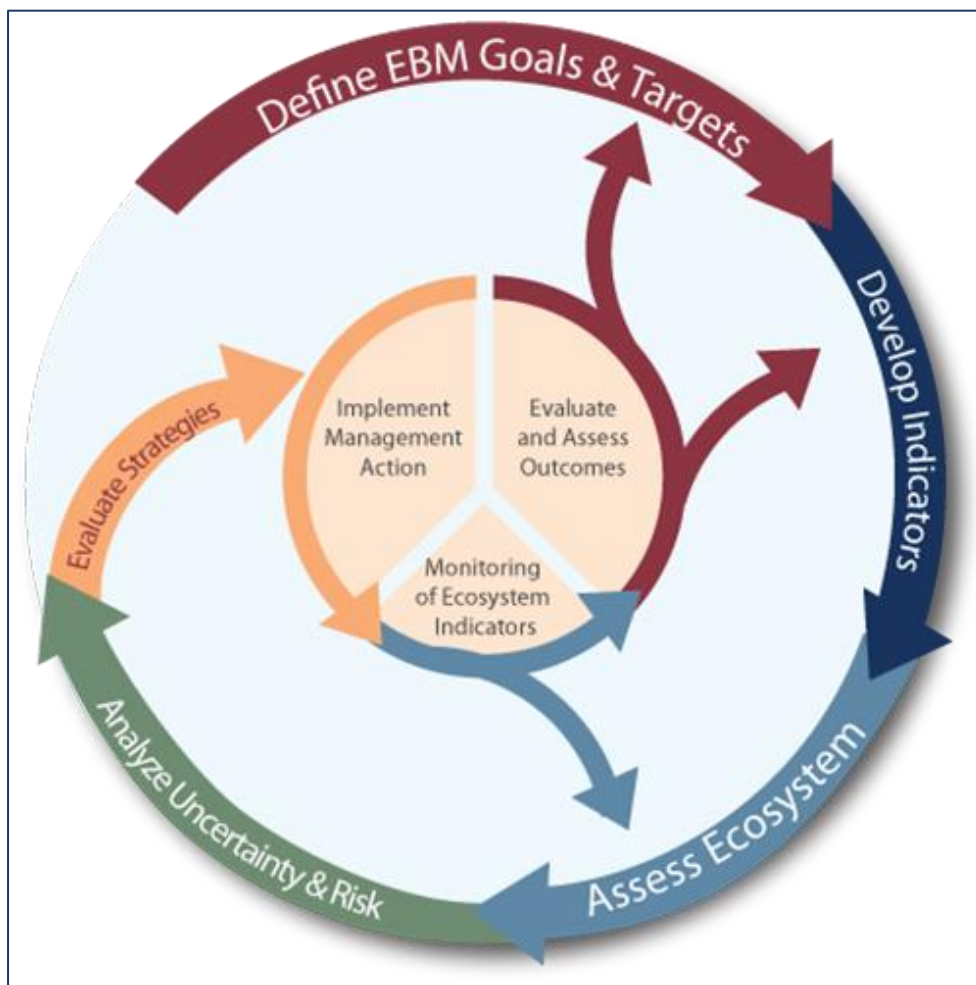 Define EBM Goals & Targets
Develop Indicators
Assess Ecosystem
Analyze Uncertainty & Risk
Evaluate Strategies
Implement
Management
Action
Evaluate
and Assess
Outcomes
Monitoring
of Ecosystem
Indicators